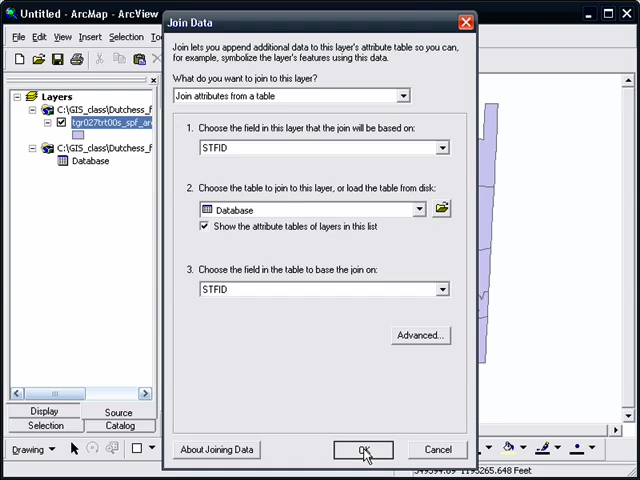 Untitled - ArcMap - ArcView
File Edit View Insert Selection
Layers
C:\GIS_class\Dutchess_f
tgr027trt00s_spf_ar
C:\GIS_class\Dutchess_f
Database
Display Source
Selection Catalog
Drawing
Join Data
Join lets you append additional data to this layer's attribute table so you can,
for example, symbolize the layer's features using this data.
What do you want to join to this layer?
Join attributes from a table
1. Choose the field in this layer that the join will be based on:
STFID
2. Choose the table to join to this layer, or load the table from disk:
Database
Show the attribute tables of layers in this list
3. Choose the field in the table to base the join on:
STFID
Advanced...
About Joining Data OK Cancel
1193265.648 Feet